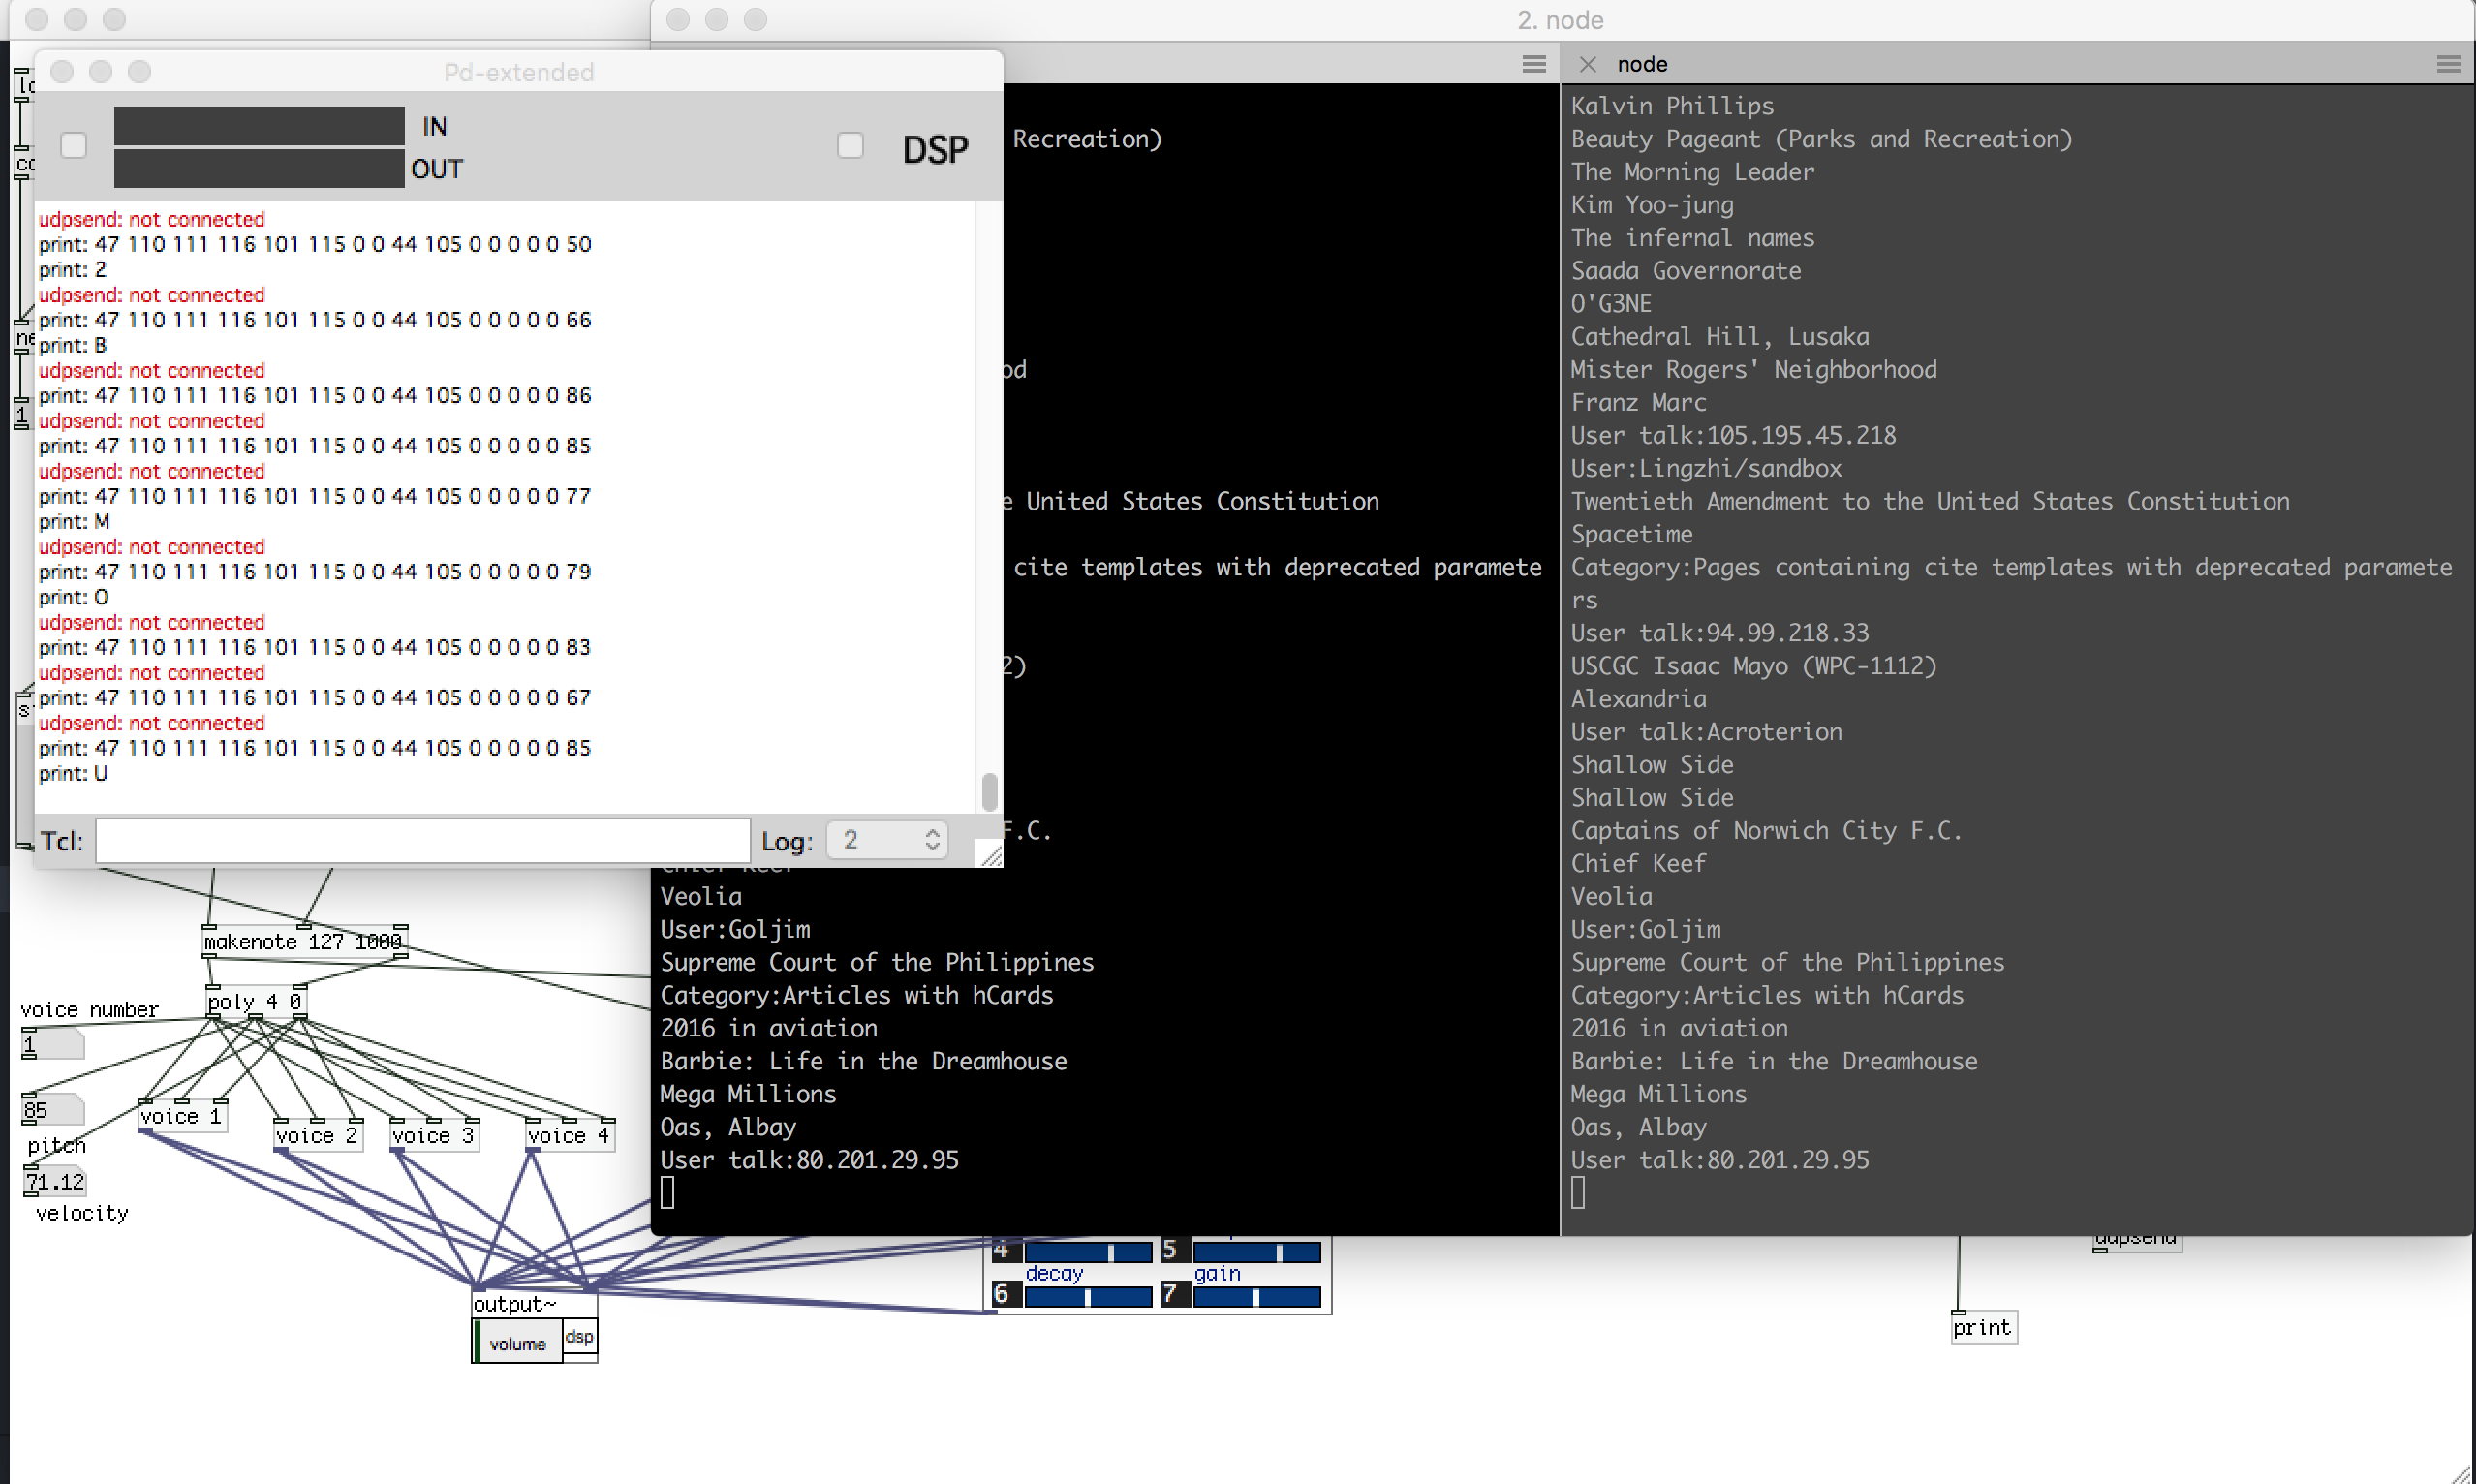 2. node
Pd-extended
IN
OUT
DSP
udpsend: not connected
print: 47 110 111 116 101 115 0 0 44 105 0 0 0 0 0 50
print: 2
udpsend: not connected
print: 47 110 111 116 101 115 0 0 44 105 0 0 0 0 0 66
print: B
udpsend: not connected
print: 47 110 111 116 101 115 0 0 44 105 0 0 0 0 0 86
udpsend: not connected
print: 47 110 111 116 101 115 0 0 44 105 0 0 0 0 0 85
udpsend: not connected
print: 47 110 111 116 101 115 0 0 44 105 0 0 0 0 0 77
print: M
udpsend: not connected
print: 47 110 111 116 101 115 0 0 44 105 0 0 0 0 0 79
print: O
udpsend: not connected
print: 47 110 111 116 101 115 0 0 44 105 0 0 0 0 0 83
udpsend: not connected
print: 47 110 111 116 101 115 0 0 44 105 0 0 0 0 0 67
udpsend: not connected
print: 47 110 111 116 101 115 0 0 44 105 0 0 0 0 0 85
print: U
Tcl:
Log: 2
1
makenote 127 1000
poly 4 0
voice number
1
85
pitch
71.12
velocity
voice 1
voice 2
voice 3
voice 4
output~
volume
dsp
Recreation)
United States Constitution
cite templates with deprecated paramete
2)
F.C.
Chief Keef
Veolia
User:Goljim
Supreme Court of the Philippines
Category:Articles with hCards
2016 in aviation
Barbie: Life in the Dreamhouse
Mega Millions
Oas, Albay
User talk:80.201.29.95
4
5
decay
gain
6
7
node
Kalvin Phillips
Beauty Pageant (Parks and Recreation)
The Morning Leader
Kim Yoo-jung
The infernal names
Saada Governorate
O'G3NE
Cathedral Hill, Lusaka
Mister Rogers' Neighborhood
Franz Marc
User talk:105.195.45.218
User:Lingzhi/sandbox
Twentieth Amendment to the United States Constitution
Spacetime
Category:Pages containing cite templates with deprecated paramete
rs
User talk:94.99.218.33
USCGC Isaac Mayo (WPC-1112)
Alexandria
User talk:Acroterion
Shallow Side
Shallow Side
Captains of Norwich City F.C.
Chief Keef
Veolia
User:Goljim
Supreme Court of the Philippines
Category:Articles with hCards
2016 in aviation
Barbie: Life in the Dreamhouse
Mega Millions
Oas, Albay
User talk:80.201.29.95
udpsend
print